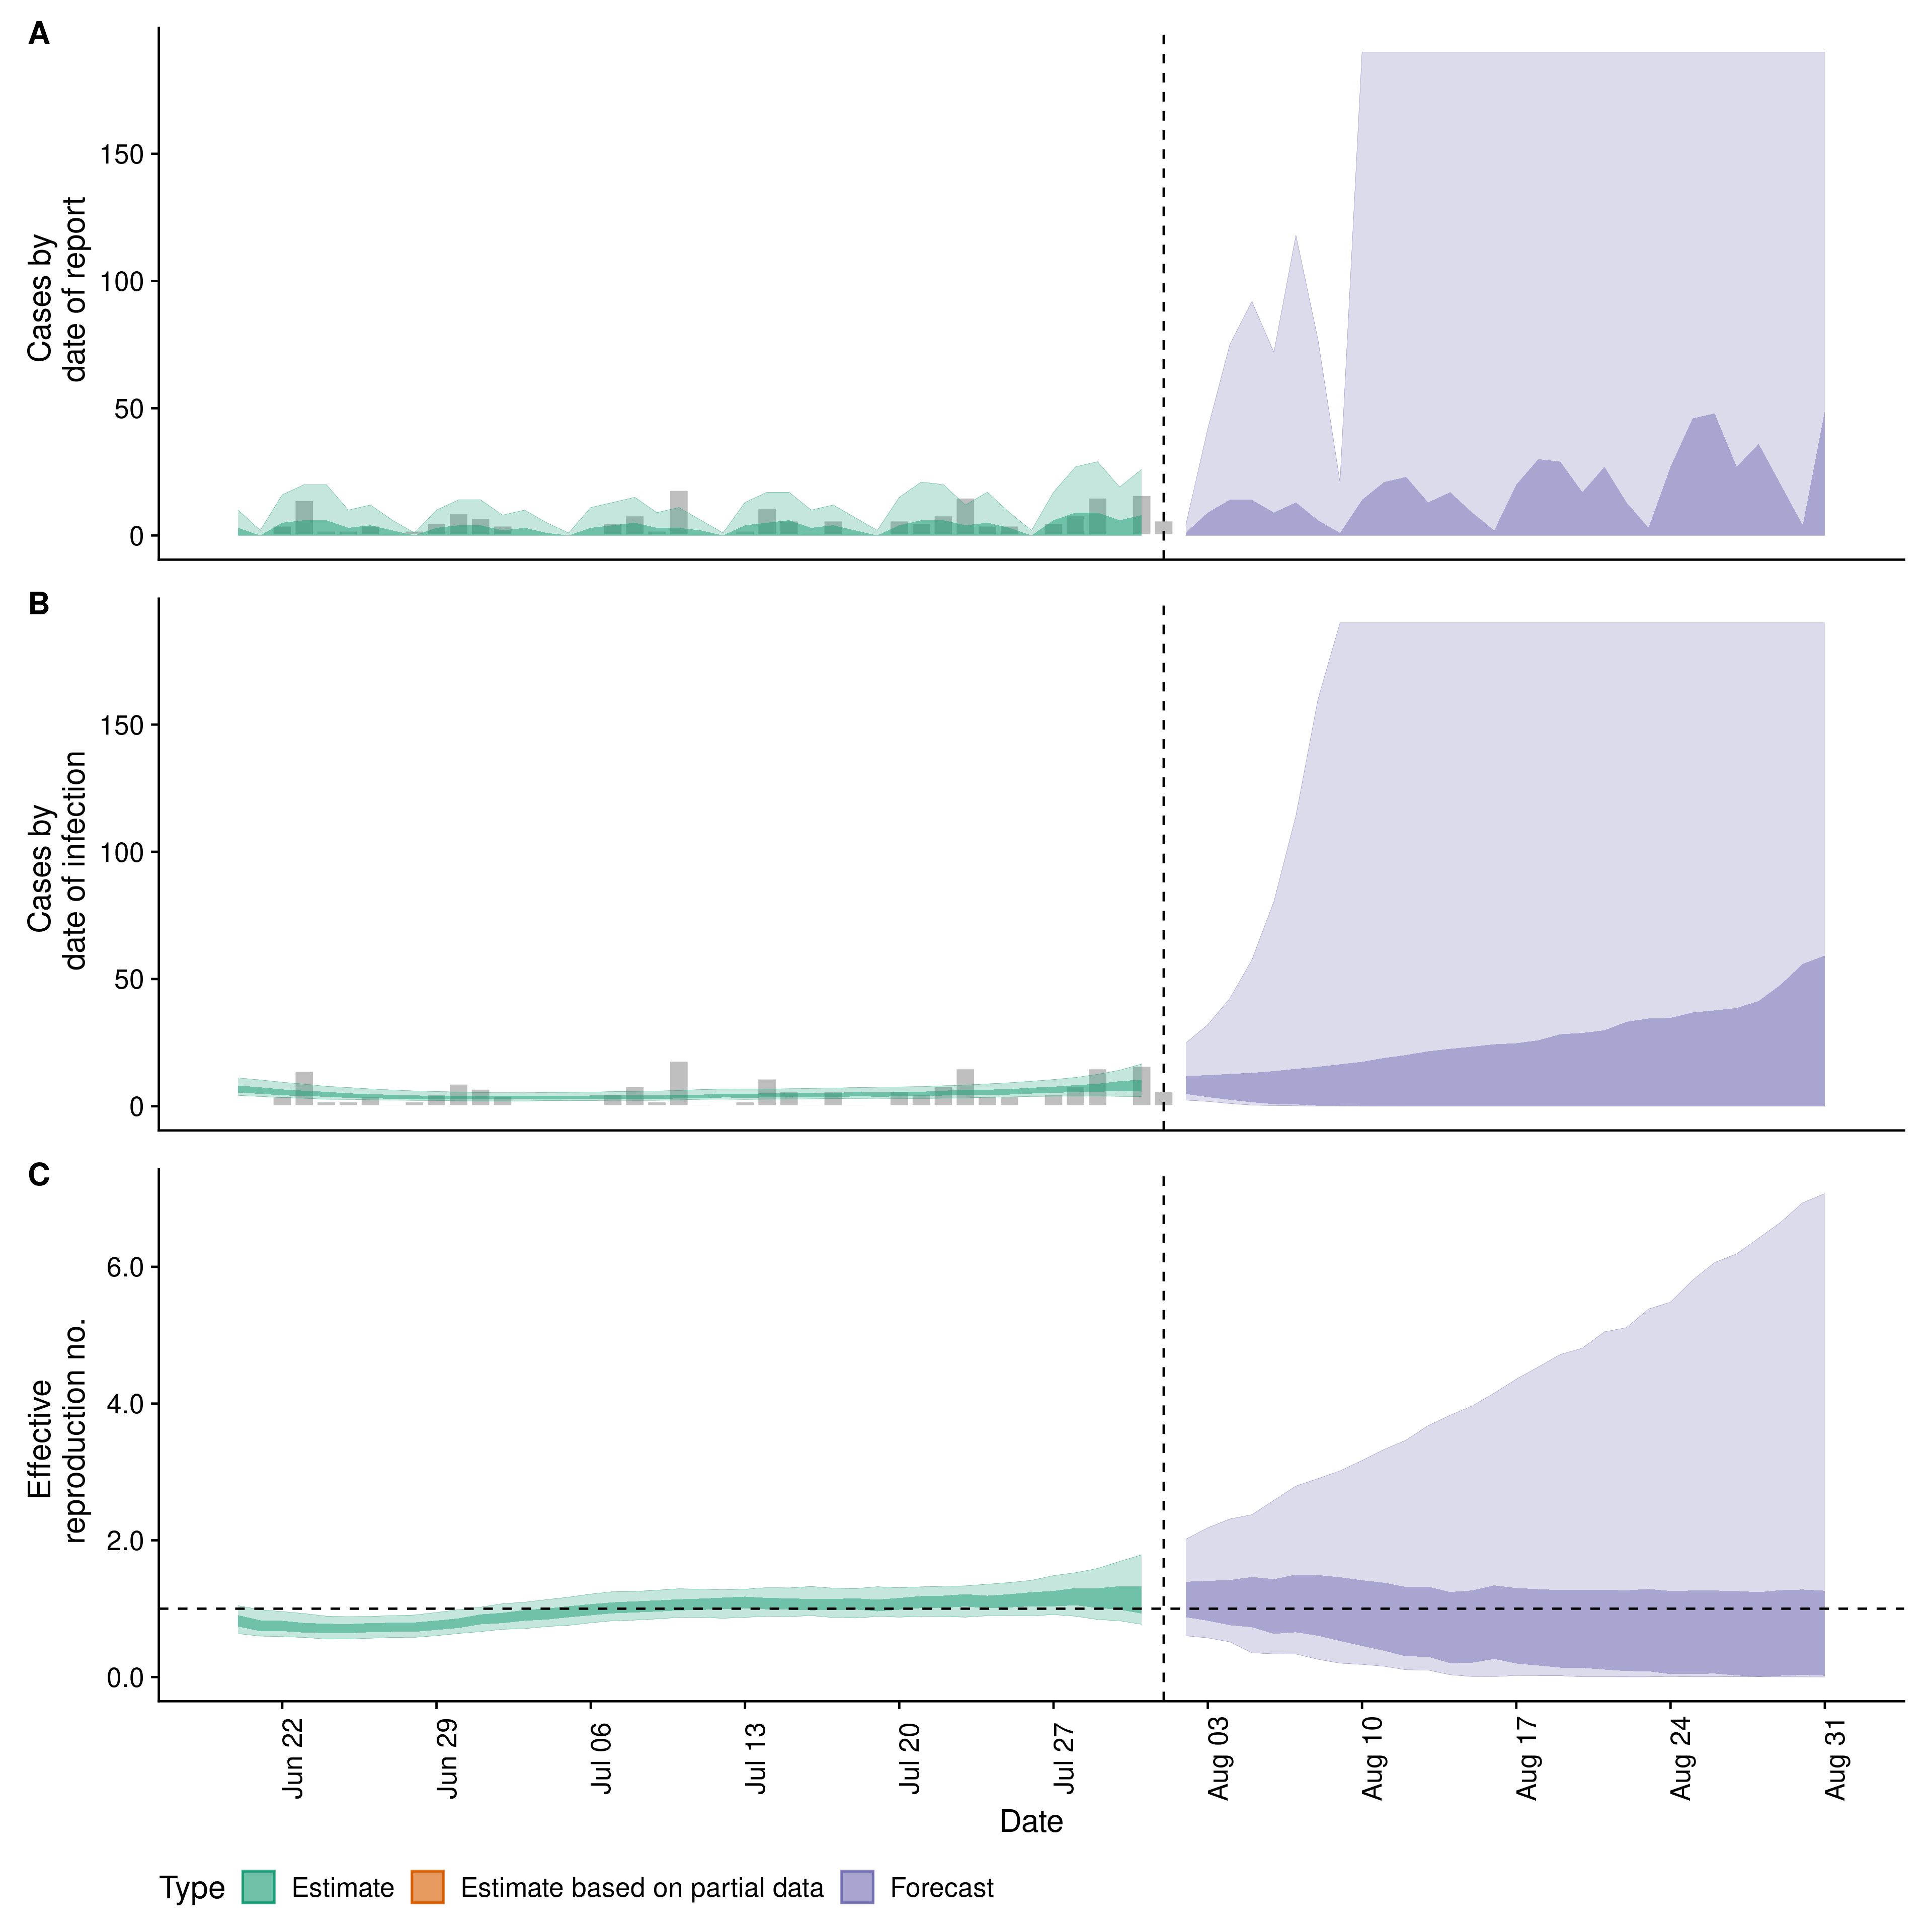 A
Cases by
date of report
150
100
50
0
B
Cases by
date of infection
150
100
50
0
C
Effective
reproduction no.
6.0
4.0
2.0
0.0
Jun 22
Jun 29
Jul 06
Jul 13
Jul 20
Jul 27
Aug 03
Aug 10
Aug 17
Aug 24
Aug 31
Date
Type Estimate Estimate based on partial data Forecast